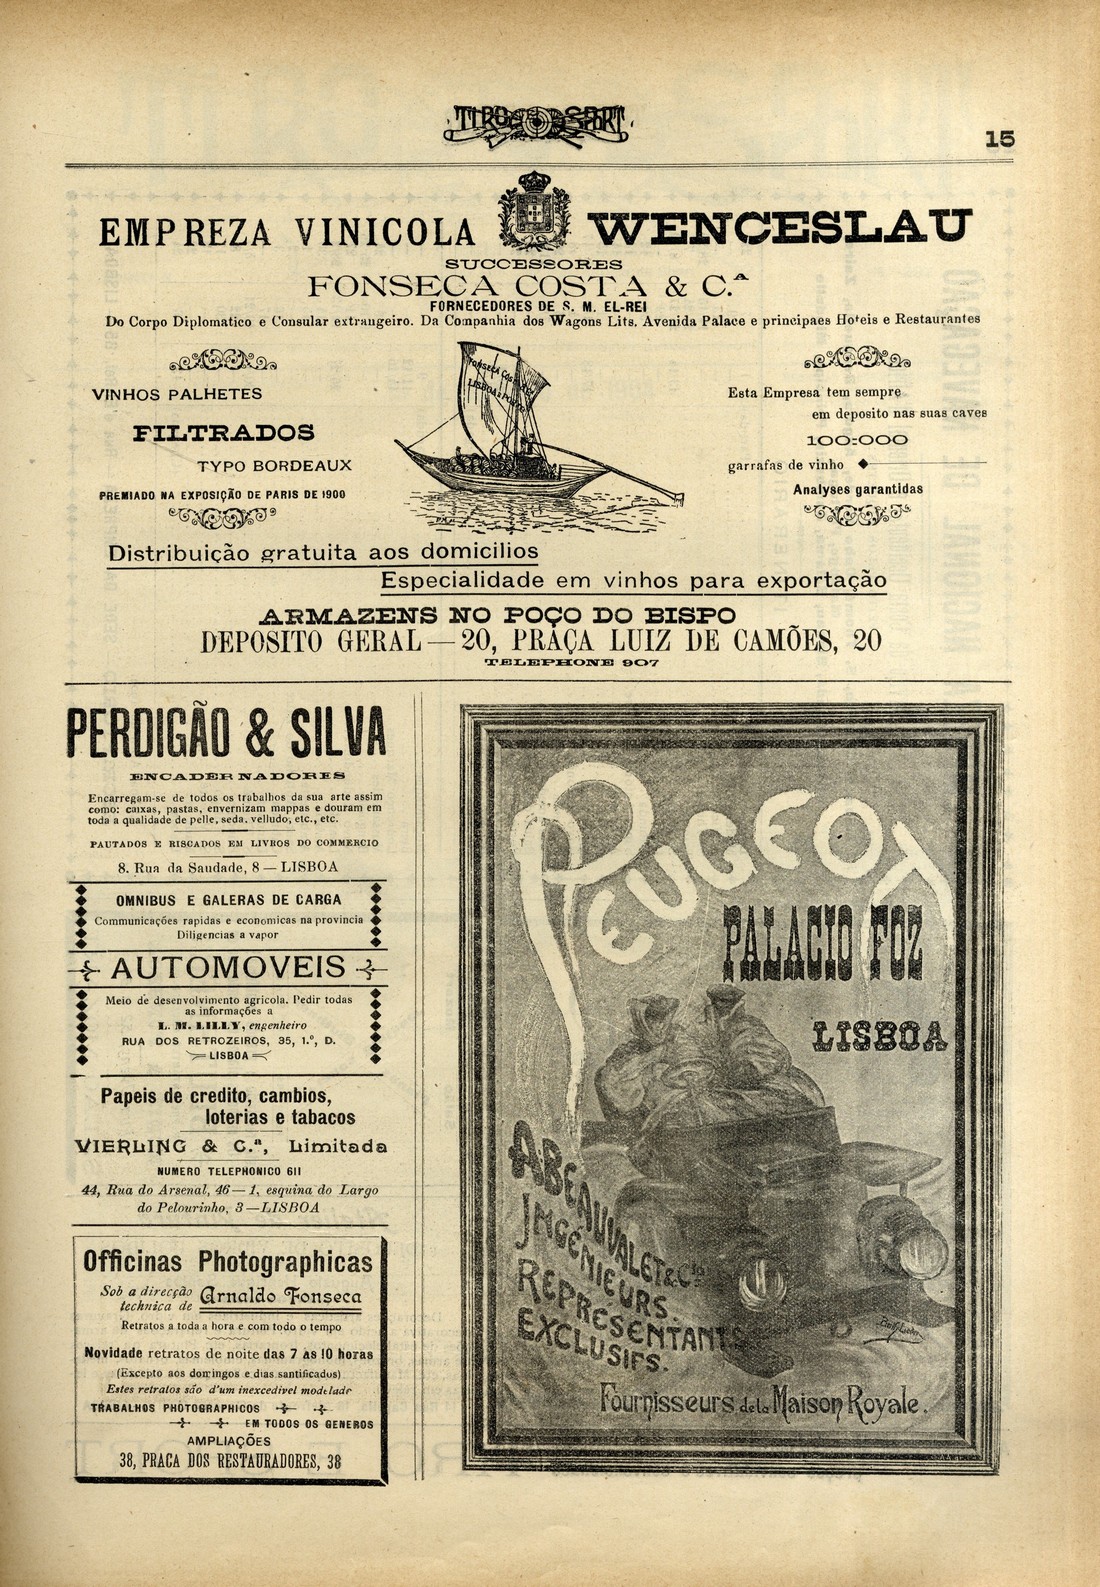 TIRO SPORT
15
EMPREZA VINICOLA WENCESLAU
SUCCESSORES
FONSECA COSTA & C.ª
FORNECEDORES DE S. M. EL-REI
Do Corpo Diplomatico e Consular extrangeiro. Da Companhia dos Wagons Lits. Avenida Palace e principaes Hoteis e Restaurantes
VINHOS PALHETES
FILTRADOS
TYPO BORDEAUX
PREMIADO NA EXPOSIÇÃO DE PARIS DE 1900
FONSECA COSTA & Cª
LISBOA & PORTO
Esta Empresa tem sempre
em deposito nas suas caves
100:000
garrafas de vinho
Analyses garantidas
Distribuição gratuita aos domicilios
Especialidade em vinhos para exportação
ARMAZENS NO POÇO DO BISPO
DEPOSITO GERAL — 20, PRAÇA LUIZ DE CAMÕES, 20
TELEPHONE 907
PERDIGÃO & SILVA
ENCADERNADORES
Encarregam-se de todos os trabalhos da sua arte assim
como: caixas, pastas, envernizam mappas e douram em
toda a qualidade de pelle, seda, velludo, etc., etc.
PAUTADOS E RISCADOS EM LIVROS DO COMMERCIO
8. Rua da Saudade, 8 — LISBOA
OMNIBUS E GALERAS DE CARGA
Communicações rapidas e economicas na provincia
Diligencias a vapor
AUTOMOVEIS
Meio de desenvolvimento agricola. Pedir todas
as informações a
L. M. LILLY, engenheiro
RUA DOS RETROZEIROS, 35, 1.º, D.
LISBOA
Papeis de credito, cambios,
loterias e tabacos
VIERLING & C.ª, Limitada
NUMERO TELEPHONICO 611
44, Rua do Arsenal, 46 — 1, esquina do Largo
do Pelourinho, 3 — LISBOA
Officinas Photographicas
Sob a direcção
technica de Arnaldo Fonseca
Retratos a toda a hora e com todo o tempo
Novidade retratos de noite das 7 ás 10 horas
(Excepto aos domingos e dias santificados)
Estes retratos são d'um inexcedivel modelado
TRABALHOS PHOTOGRAPHICOS
EM TODOS OS GENEROS
AMPLIAÇÕES
38, PRAÇA DOS RESTAURADORES, 38
PEUGEOT
PALACIO FOZ
LISBOA
A. BEAUVALET & Cie
INGÉNIEURS.
REPRESENTANTS
EXCLUSIFS.
Fournisseurs de la Maison Royale.